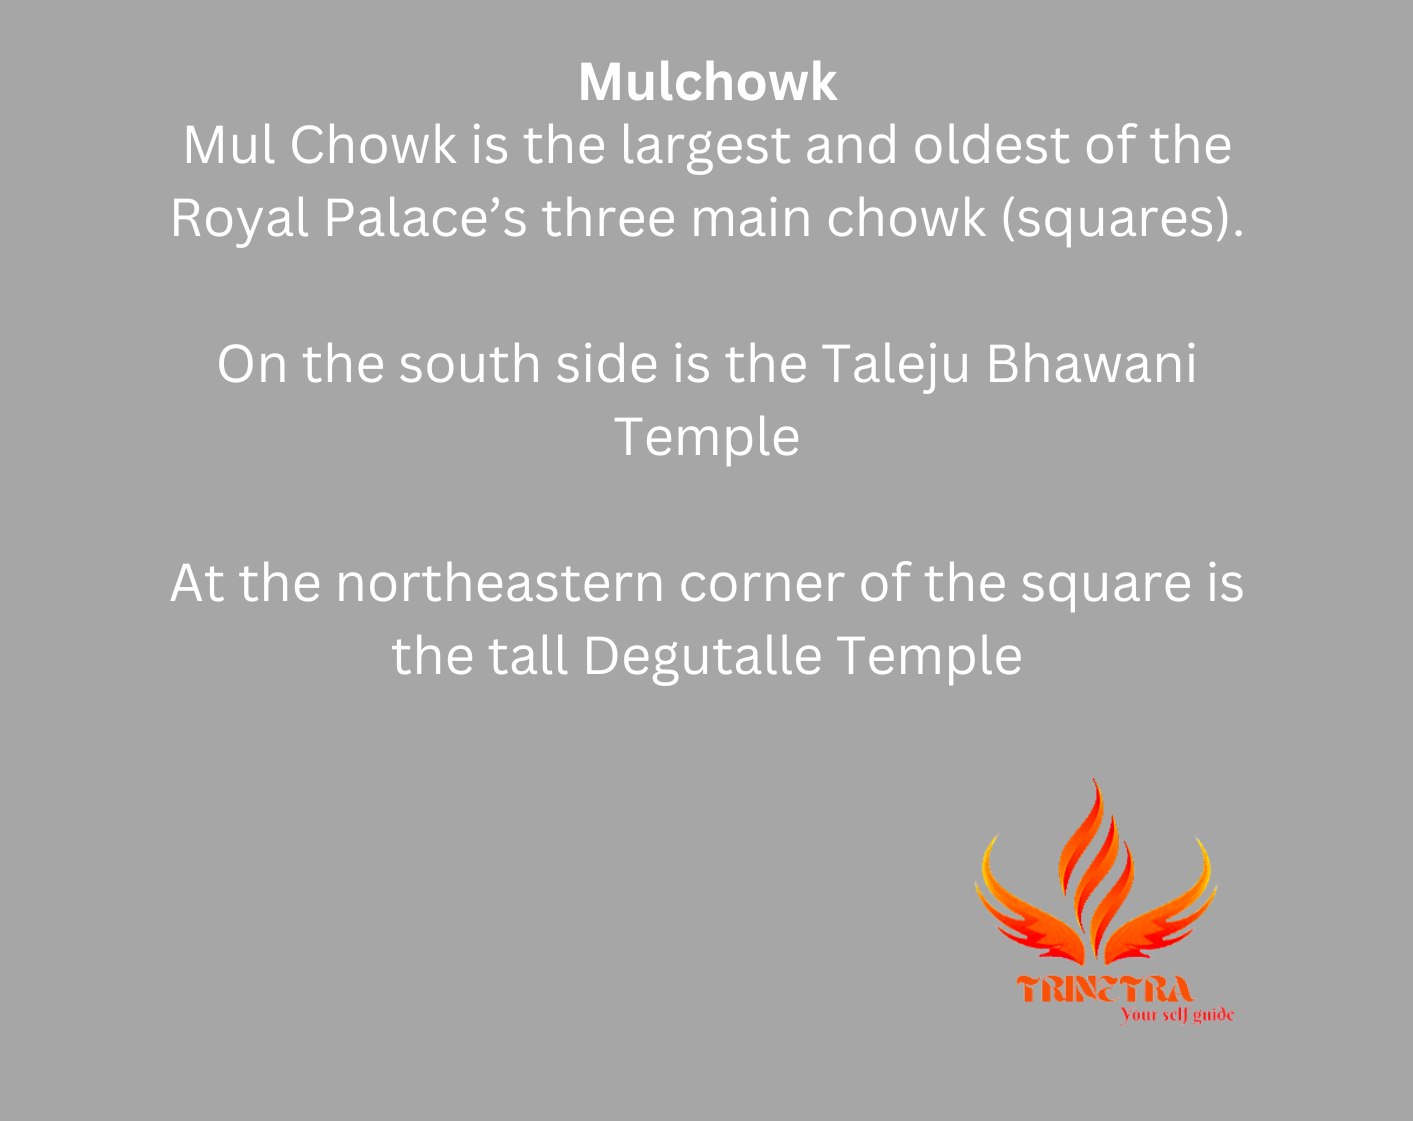 Mulchowk
Mul Chowk is the largest and oldest of the
Royal Palace’s three main chowk (squares).
On the south side is the Taleju Bhawani
Temple
At the northeastern corner of the square is
the tall Degutalle Temple
TRINETRA
Your self guide